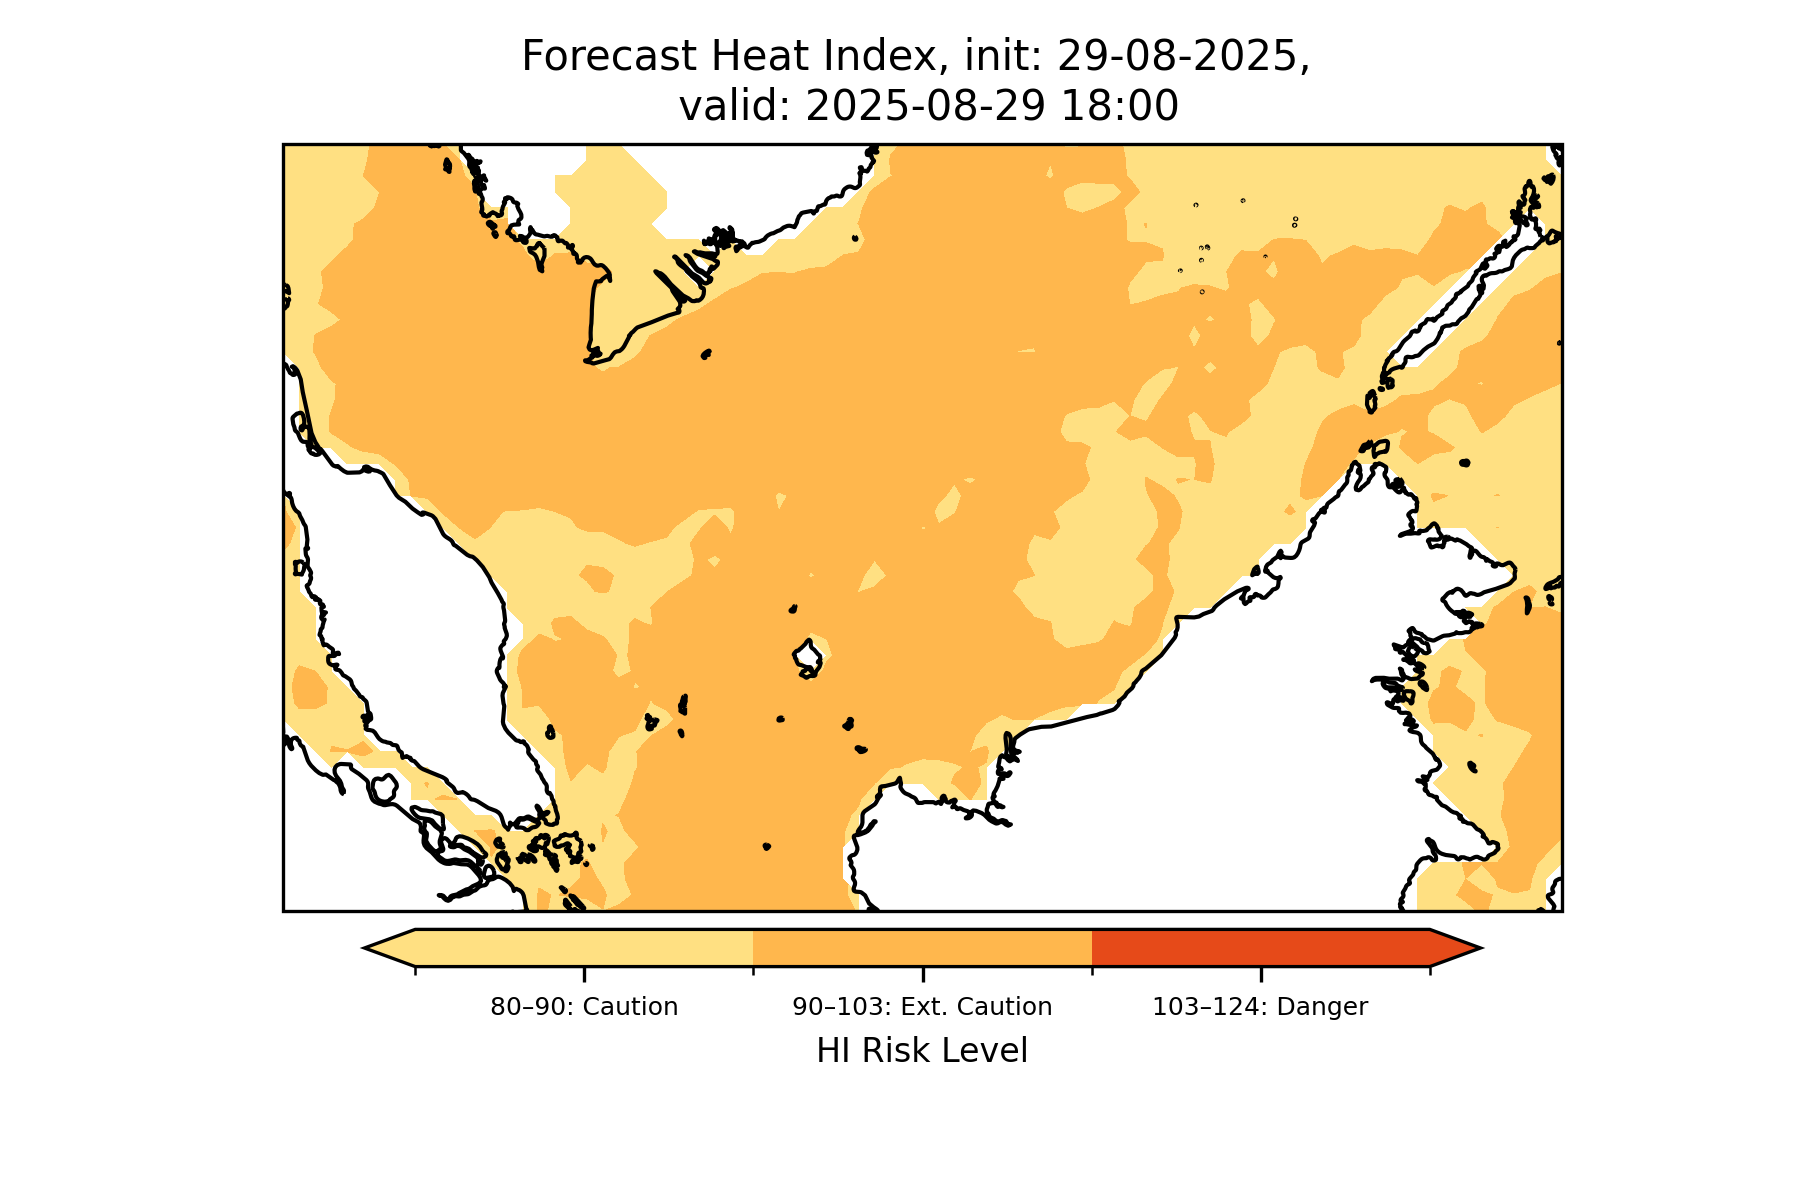 Forecast Heat Index, init: 29-08-2025,
valid: 2025-08-29 18:00
80–90: Caution
90–103: Ext. Caution
103–124: Danger
HI Risk Level